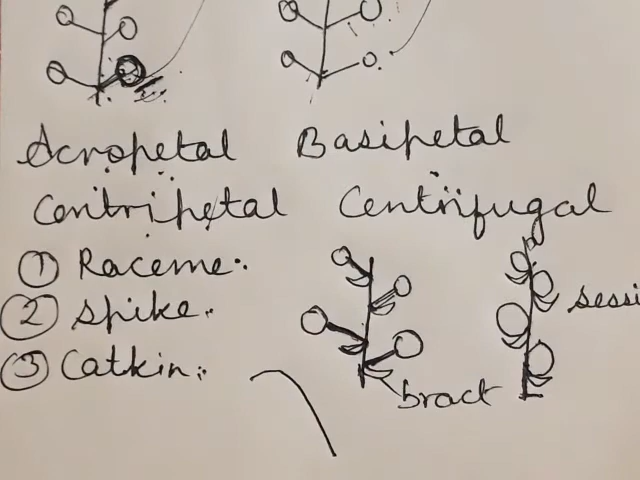 Acropetal Basipetal
Centripetal Centrifugal
① Raceme:.
② Spike..
③ Catkin:.
sessi
bract